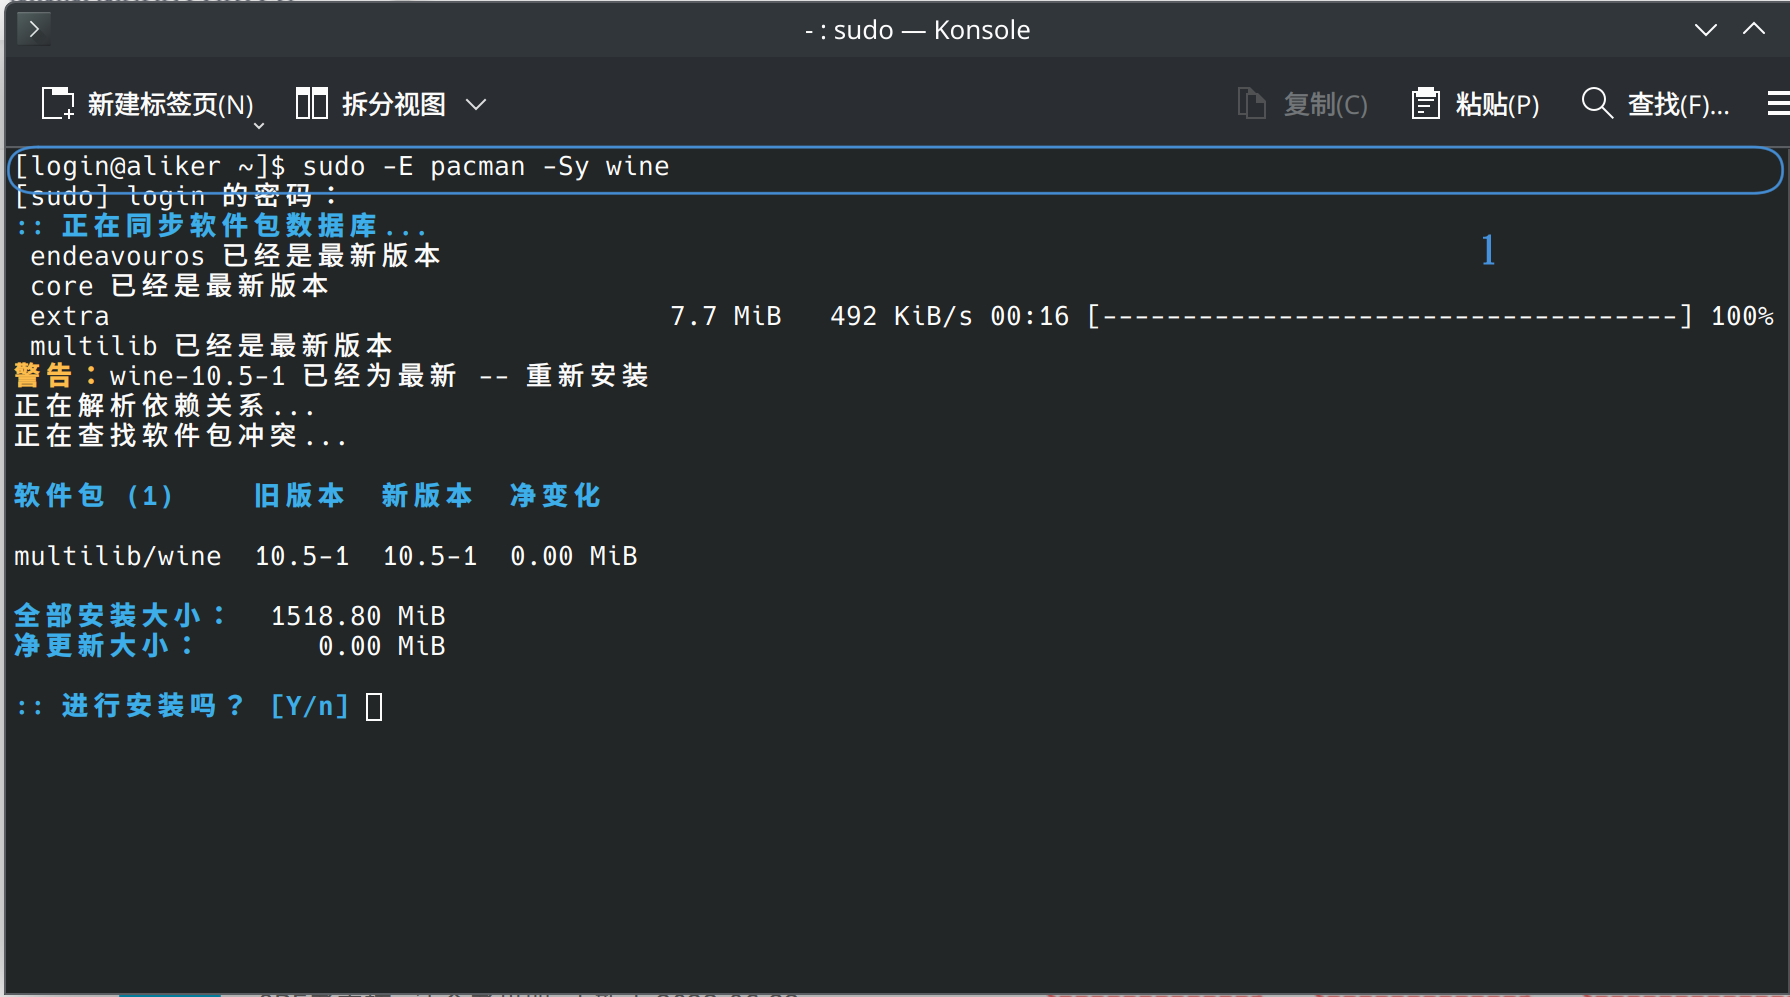 - : sudo — Konsole
新建标签页(N) 拆分视图 复制(C) 粘贴(P) 查找(F)...
[login@aliker ~]$ sudo -E pacman -Sy wine
[sudo] login 的密码：
:: 正在同步软件包数据库...
endeavouros 已经是最新版本
1
core 已经是最新版本
extra 7.7 MiB 492 KiB/s 00:16 [------------------------------------] 100%
multilib 已经是最新版本
警告：wine-10.5-1 已经为最新 -- 重新安装
正在解析依赖关系...
正在查找软件包冲突...
软件包 (1) 旧版本 新版本 净变化
multilib/wine 10.5-1 10.5-1 0.00 MiB
全部安装大小： 1518.80 MiB
净更新大小： 0.00 MiB
:: 进行安装吗？ [Y/n]